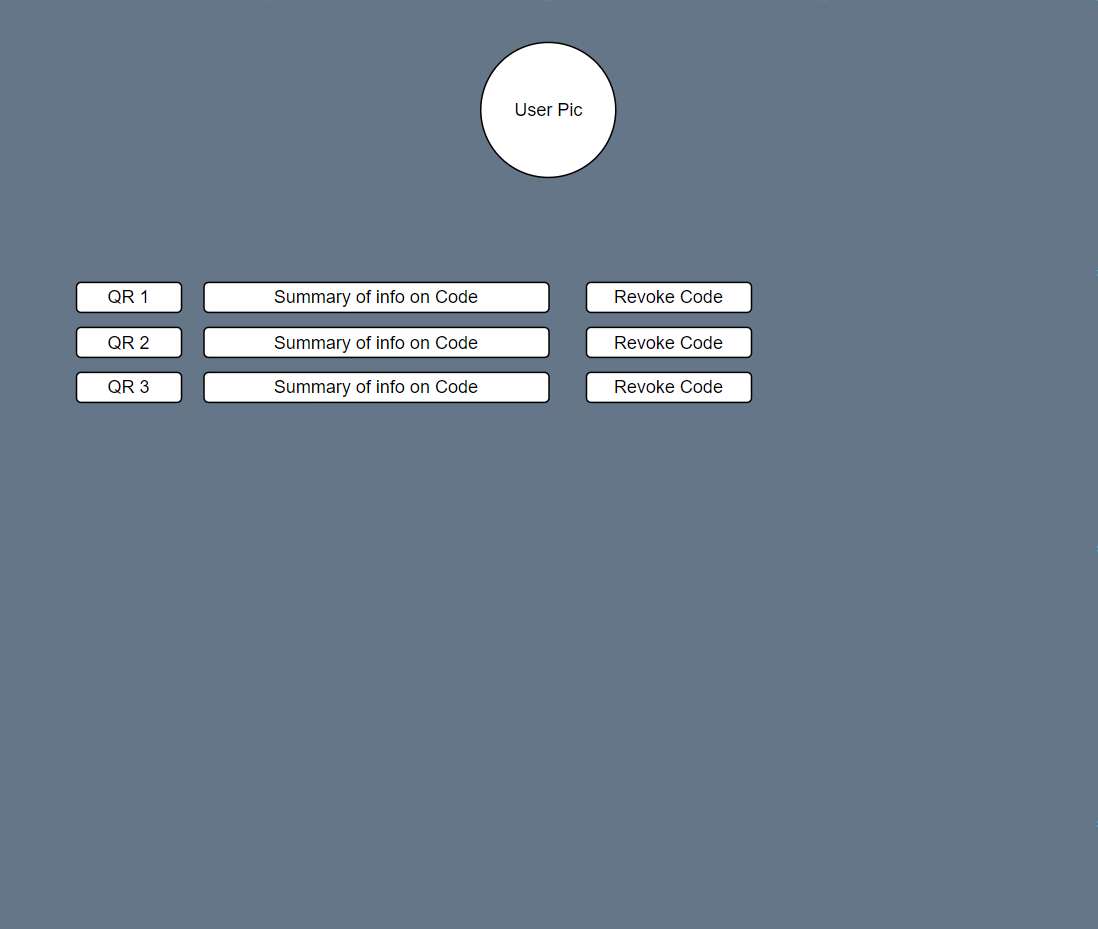 User Pic
QR 1 Summary of info on Code Revoke Code
QR 2 Summary of info on Code Revoke Code
QR 3 Summary of info on Code Revoke Code